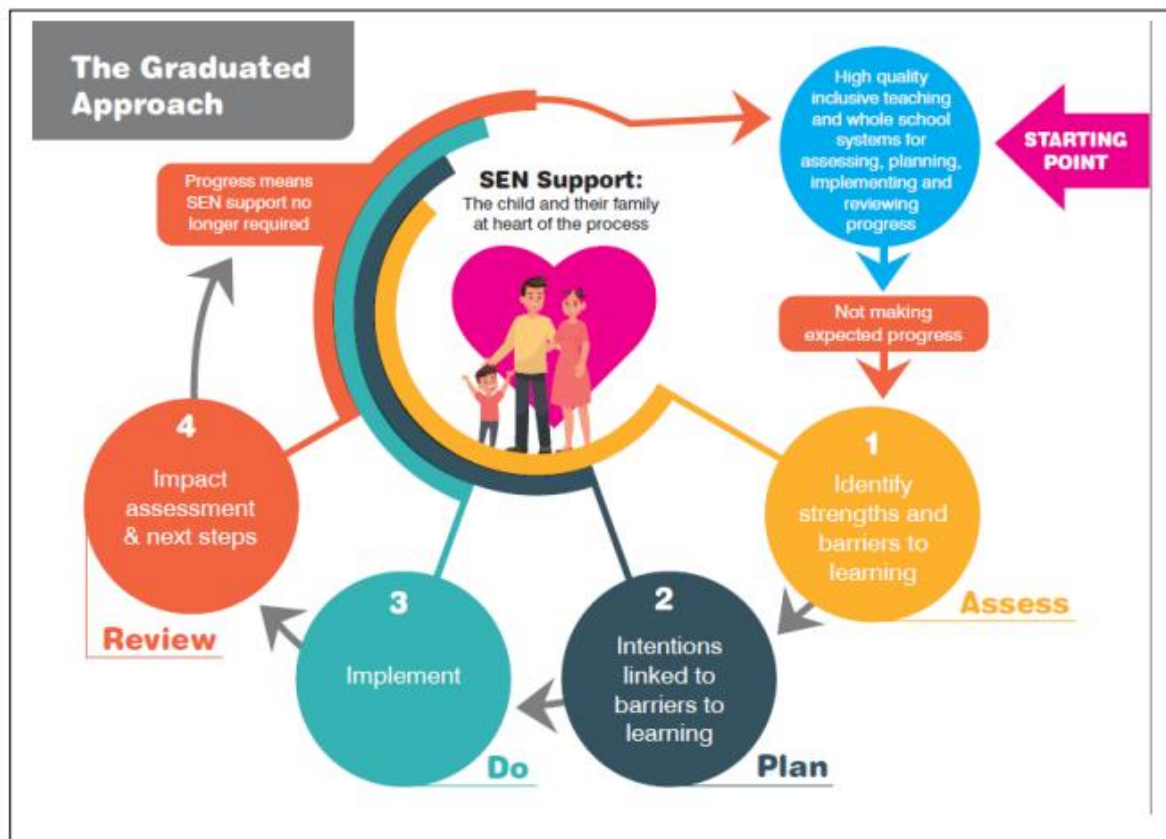 The Graduated
Approach
High quality
inclusive teaching
and whole school
systems for
assessing, planning,
implementing and
reviewing
progress
STARTING
POINT
Progress means
SEN support no
longer required
SEN Support:
The child and their family
at heart of the process
Not making
expected progress
1
Identify
strengths and
barriers to
learning
Assess
2
Intentions
linked to
barriers to
learning
Plan
3
Implement
Do
4
Impact
assessment
& next steps
Review